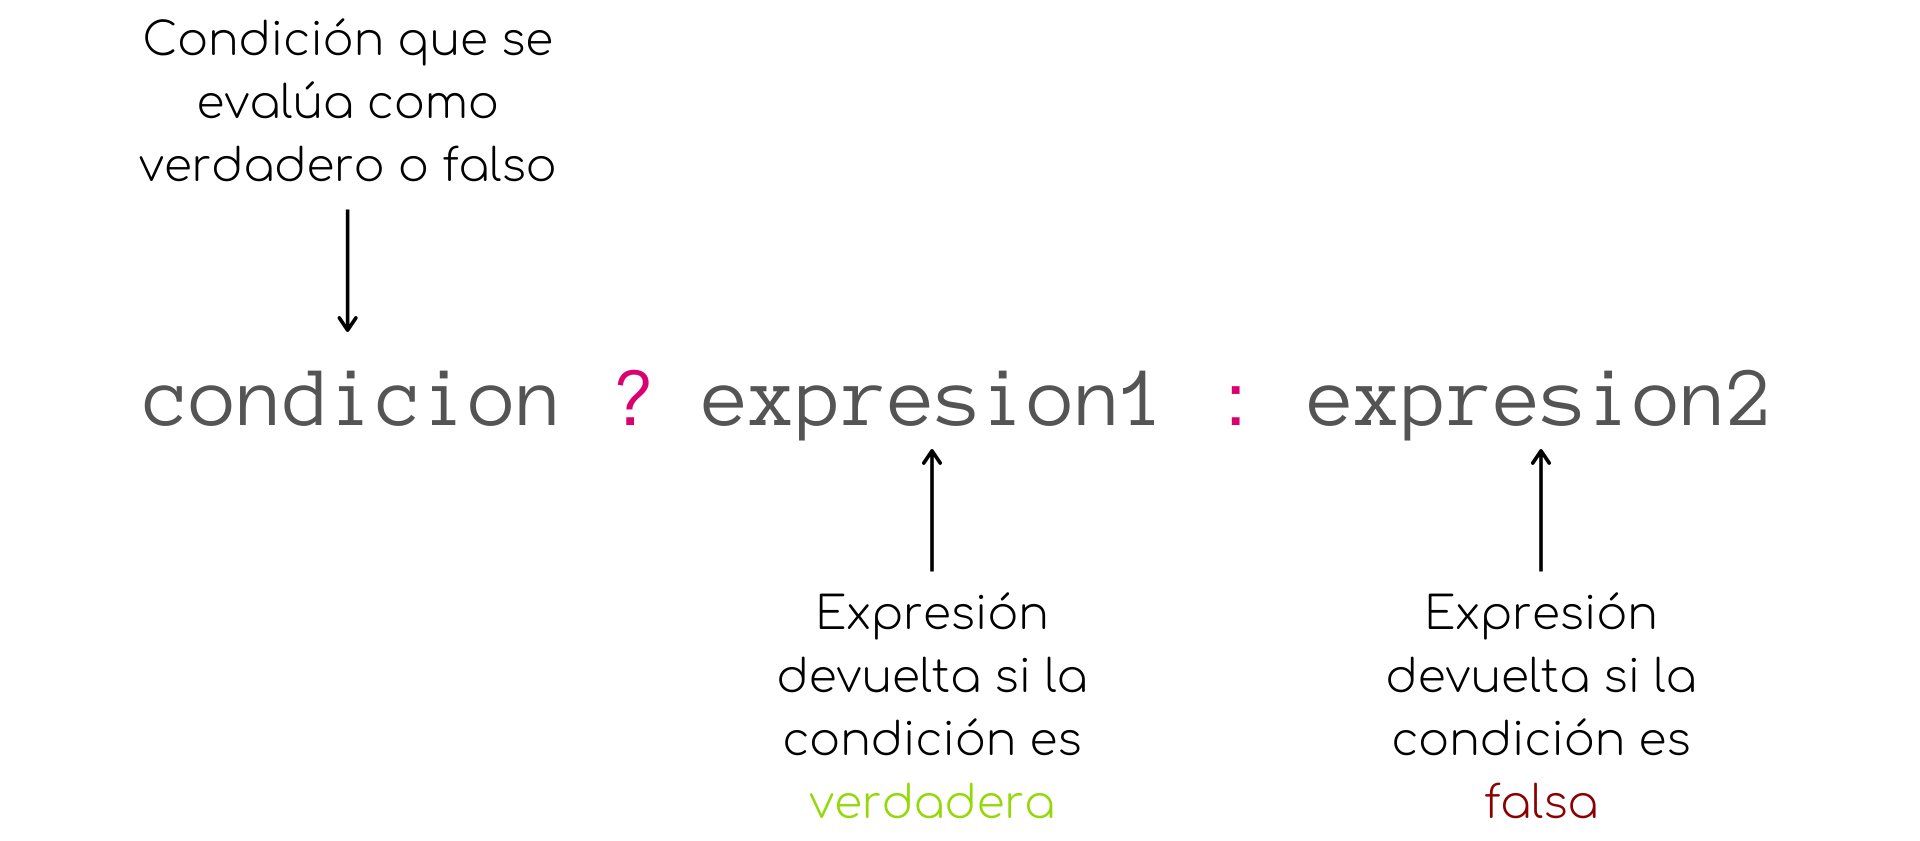 Condición que se
evalúa como
verdadero o falso
condicion ? expresion1 : expresion2
Expresión
devuelta si la
condición es
verdadera
Expresión
devuelta si la
condición es
falsa